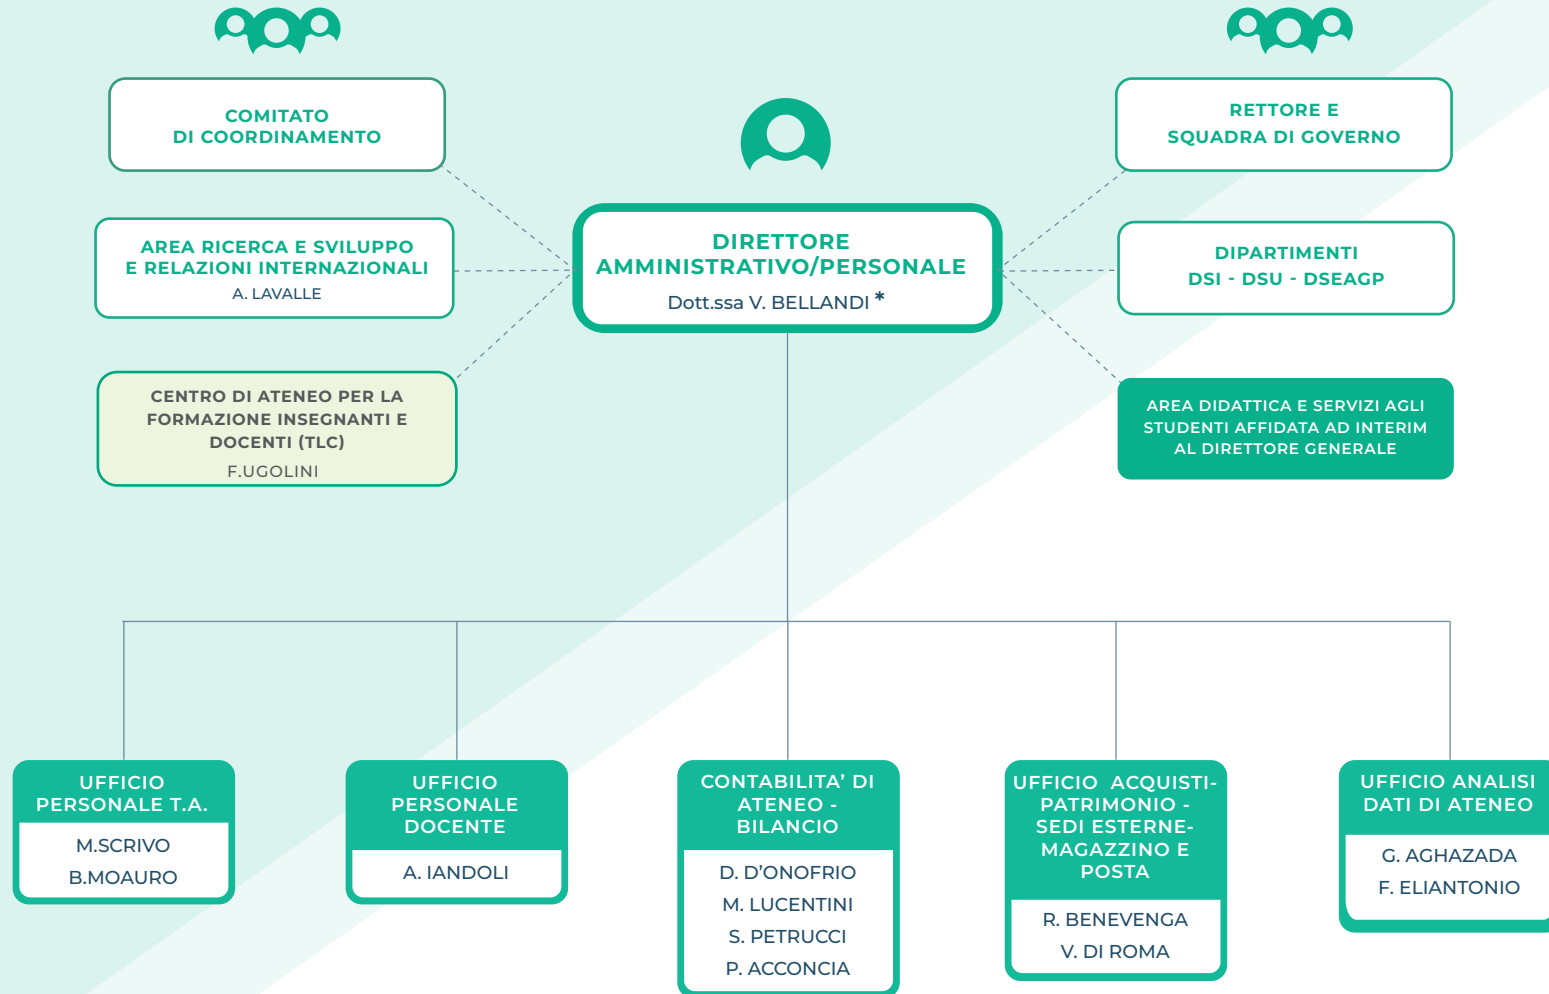 COMITATO
DI COORDINAMENTO
RETTORE E
SQUADRA DI GOVERNO
AREA RICERCA E SVILUPPO
E RELAZIONI INTERNAZIONALI
A. LAVALLE
DIRETTORE
AMMINISTRATIVO/PERSONALE
Dott.ssa V. BELLANDI *
DIPARTIMENTI
DSI - DSU - DSEAGP
CENTRO DI ATENEO PER LA
FORMAZIONE INSEGNANTI E
DOCENTI (TLC)
F.UGOLINI
AREA DIDATTICA E SERVIZI AGLI
STUDENTI AFFIDATA AD INTERIM
AL DIRETTORE GENERALE
UFFICIO
PERSONALE T.A.
M.SCRIVO
B.MOAURO
UFFICIO
PERSONALE
DOCENTE
A. IANDOLI
CONTABILITA’ DI
ATENEO -
BILANCIO
D. D’ONOFRIO
M. LUCENTINI
S. PETRUCCI
P. ACCONCIA
UFFICIO ACQUISTI-
PATRIMONIO -
SEDI ESTERNE-
MAGAZZINO E
POSTA
R. BENEVENGA
V. DI ROMA
UFFICIO ANALISI
DATI DI ATENEO
G. AGHAZADA
F. ELIANTONIO